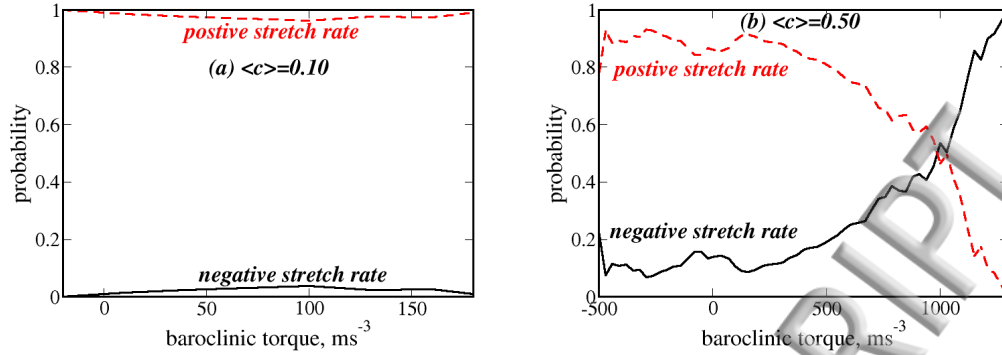 1
0.8
0.6
0.4
0.2
0
probability
postive stretch rate
(a) <c>=0.10
negative stretch rate
0 50 100 150
baroclinic torque, ms-3
1
0.8
0.6
0.4
0.2
0
probability
(b) <c>=0.50
postive stretch rate
negative stretch rate
-500 0 500 1000
baroclinic torque, ms-3
RIPT